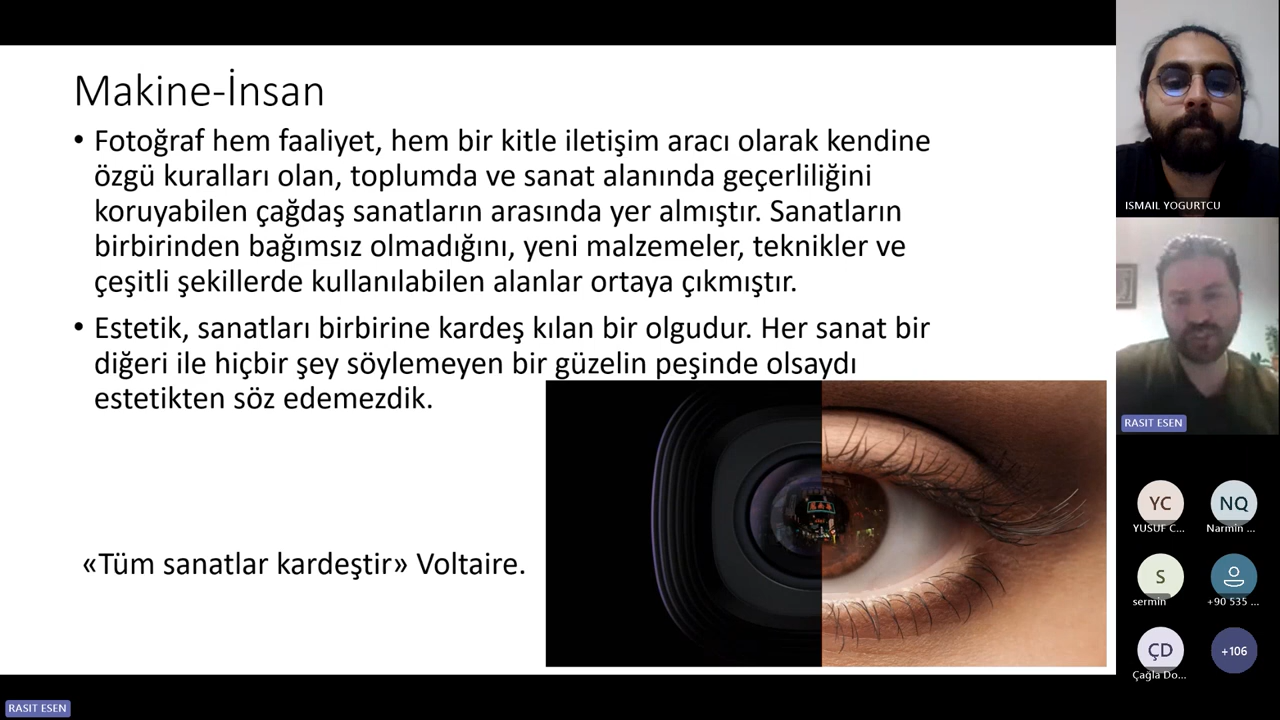 Makine-İnsan
• Fotoğraf hem faaliyet, hem bir kitle iletişim aracı olarak kendine
özgü kuralları olan, toplumda ve sanat alanında geçerliliğini
koruyabilen çağdaş sanatların arasında yer almıştır. Sanatların
birbirinden bağımsız olmadığını, yeni malzemeler, teknikler ve
çeşitli şekillerde kullanılabilen alanlar ortaya çıkmıştır.
• Estetik, sanatları birbirine kardeş kılan bir olgudur. Her sanat bir
diğeri ile hiçbir şey söylemeyen bir güzelin peşinde olsaydı
estetikten söz edemezdik.
«Tüm sanatlar kardeştir» Voltaire.
ISMAIL YOGURTCU
RASIT ESEN
YC NQ
YUSUF C... Narmin ...
S
sermin +90 535 ...
ÇD +106
Çağla Do...
RASIT ESEN